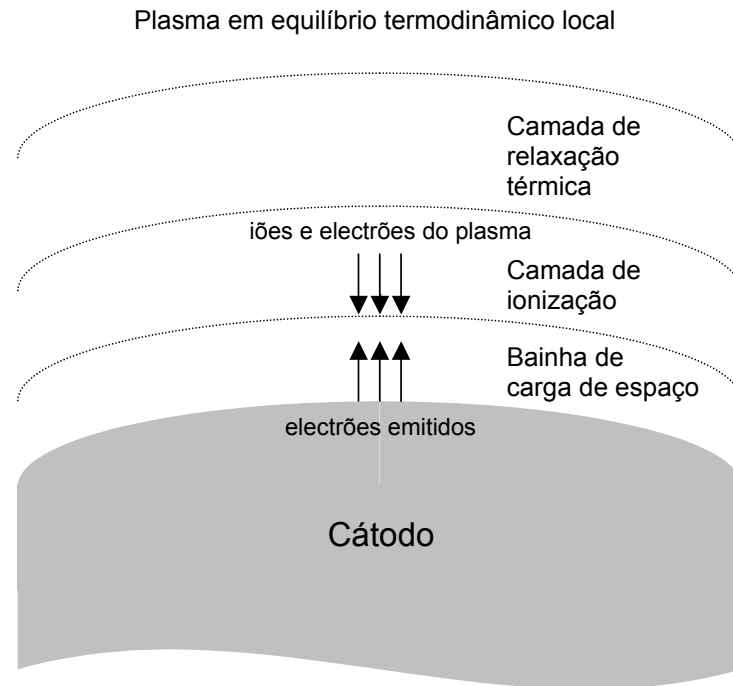 Plasma em equilíbrio termodinâmico local
Camada de
relaxação
térmica
iões e electrões do plasma
Camada de
ionização
Bainha de
carga de espaço
electrões emitidos
Cátodo